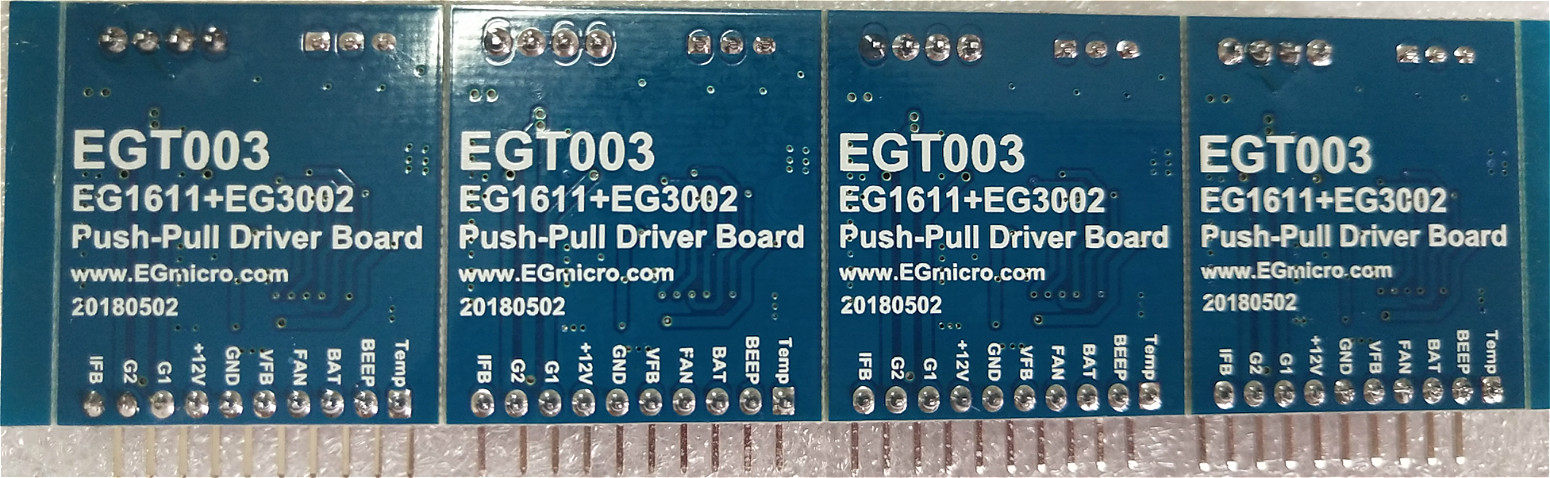 EGT003
EG1611+EG3002
Push-Pull Driver Board
www.EGmicro.com
20180502
IFB G2 G1 +12V GND VFB FAN BAT BEEP Temp
EGT003
EG1611+EG3002
Push-Pull Driver Board
www.EGmicro.com
20180502
IFB G2 G1 +12V GND VFB FAN BAT BEEP Temp
EGT003
EG1611+EG3002
Push-Pull Driver Board
www.EGmicro.com
20180502
IFB G2 G1 +12V GND VFB FAN BAT BEEP Temp
EGT003
EG1611+EG3002
Push-Pull Driver Board
www.EGmicro.com
20180502
IFB G2 G1 +12V GND VFB FAN BAT BEEP Temp